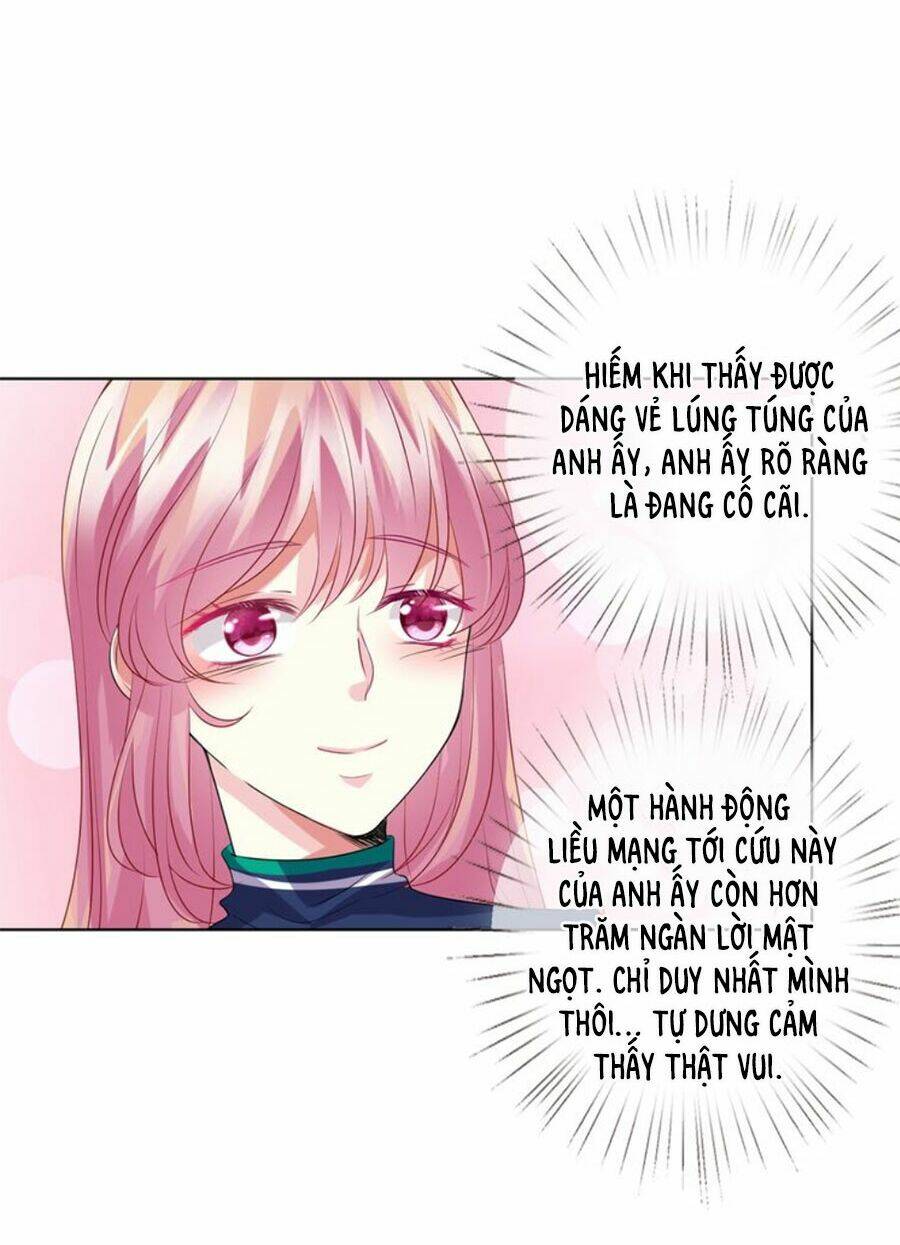 HIẾM KHI THẤY ĐƯỢC
DÁNG VẺ LÚNG TÚNG CỦA
ANH ẤY, ANH ẤY RÕ RÀNG
LÀ ĐANG CỐ CÃI.
MỘT HÀNH ĐỘNG
LIỀU MẠNG TỚI CỨU NÀY
CỦA ANH ẤY CÒN HƠN
TRĂM NGÀN LỜI MẬT
NGỌT. CHỈ DUY NHẤT MÌNH
THÔI... TỰ DƯNG CẢM
THẤY THẬT VUI.